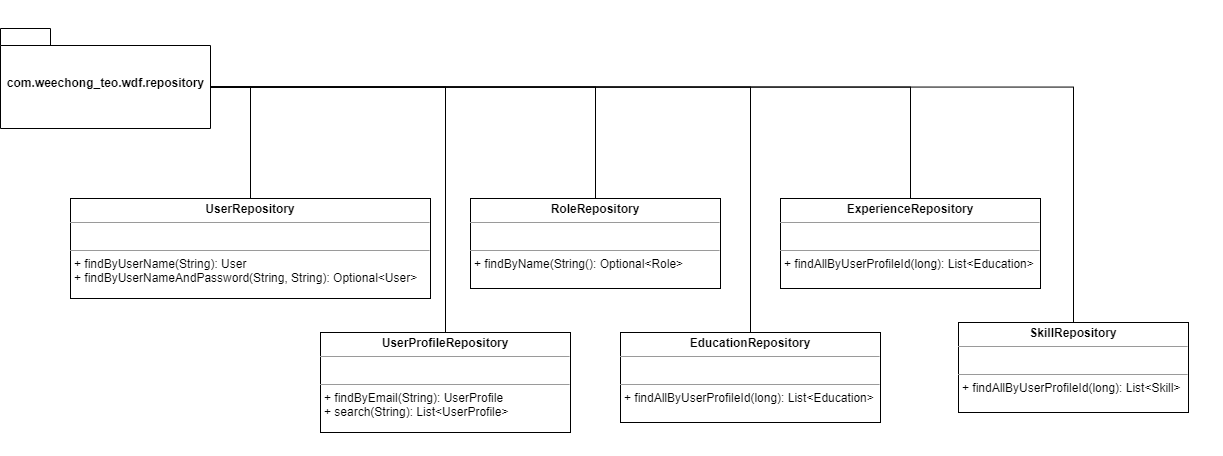 com.weechong_teo.wdf.repository
UserRepository
+ findByUserName(String): User
+ findByUserNameAndPassword(String, String): Optional<User>
RoleRepository
+ findByName(String(): Optional<Role>
ExperienceRepository
+ findAllByUserProfileId(long): List<Education>
UserProfileRepository
+ findByEmail(String): UserProfile
+ search(String): List<UserProfile>
EducationRepository
+ findAllByUserProfileId(long): List<Education>
SkillRepository
+ findAllByUserProfileId(long): List<Skill>